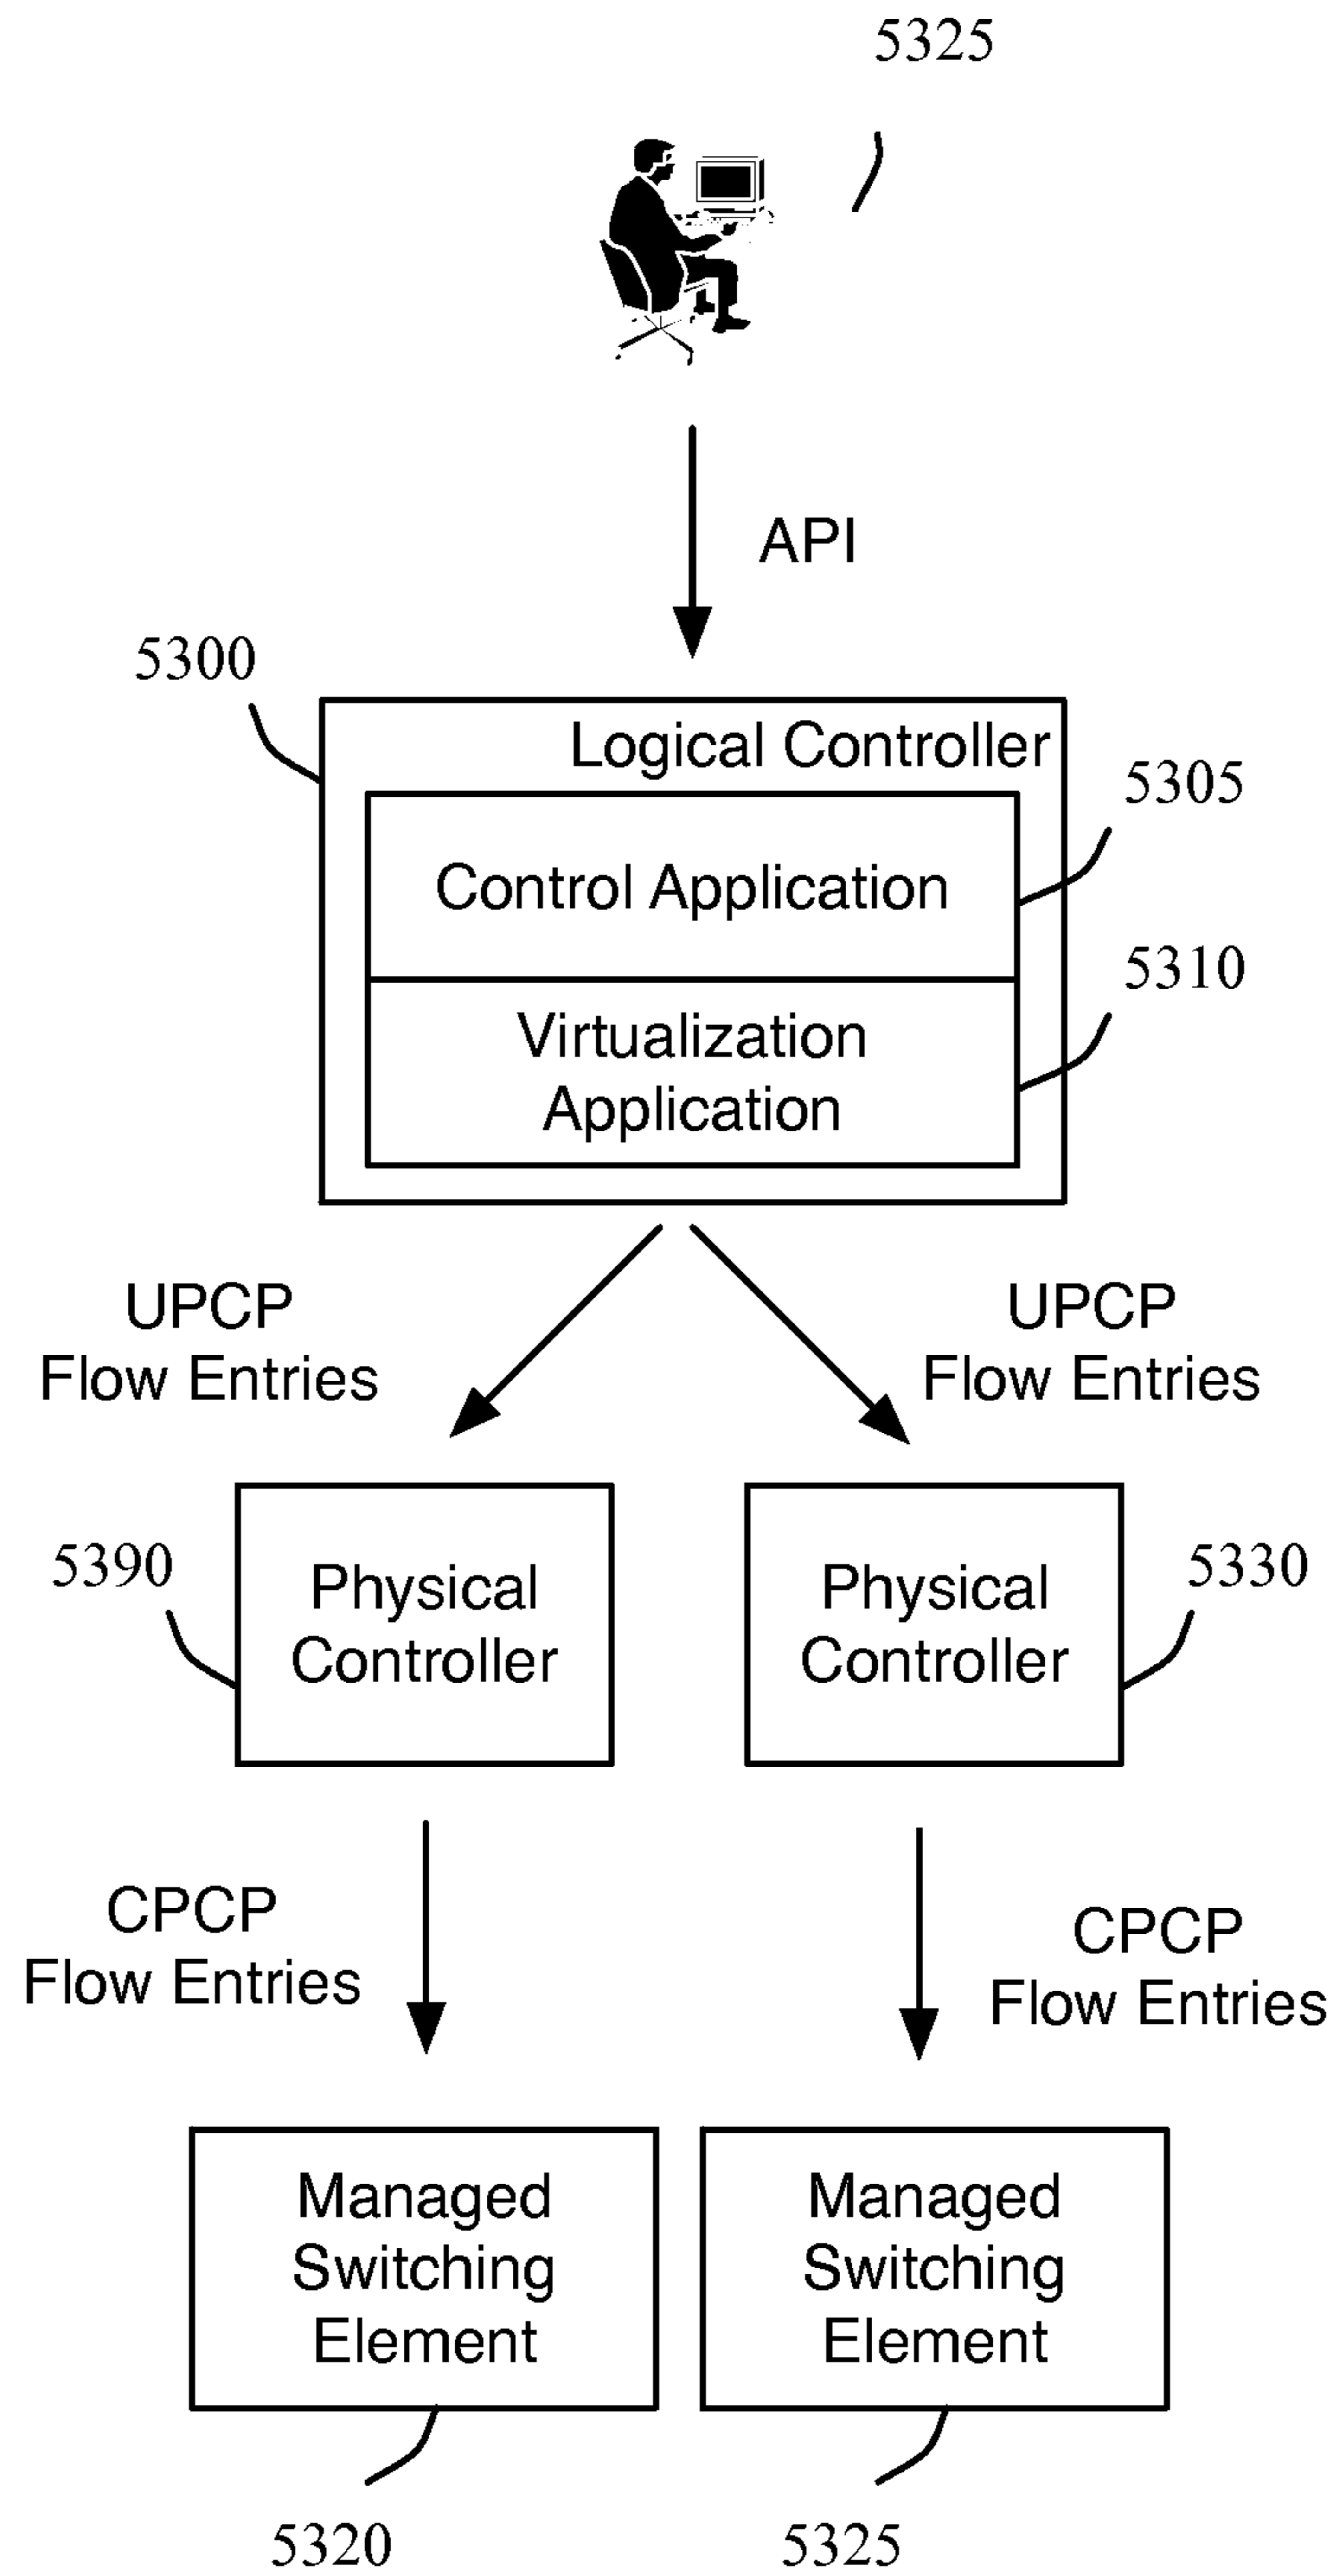 5325
API
5300
Logical Controller
5305
Control Application
5310
Virtualization
Application
UPCP
Flow Entries
UPCP
Flow Entries
5390
Physical
Controller
Physical
Controller
5330
CPCP
Flow Entries
CPCP
Flow Entries
Managed
Switching
Element
Managed
Switching
Element
5320
5325